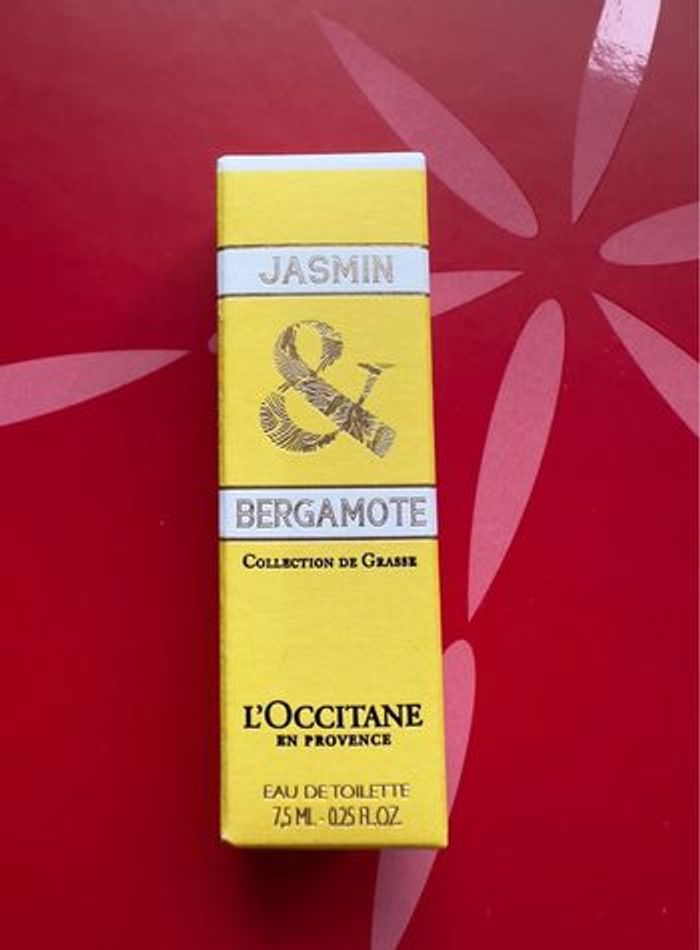 JASMIN
&
BERGAMOTE
COLLECTION DE GRASSE
L'OCCITANE
EN PROVENCE
EAU DE TOILETTE
7,5 ML - 0.25 FL.OZ.